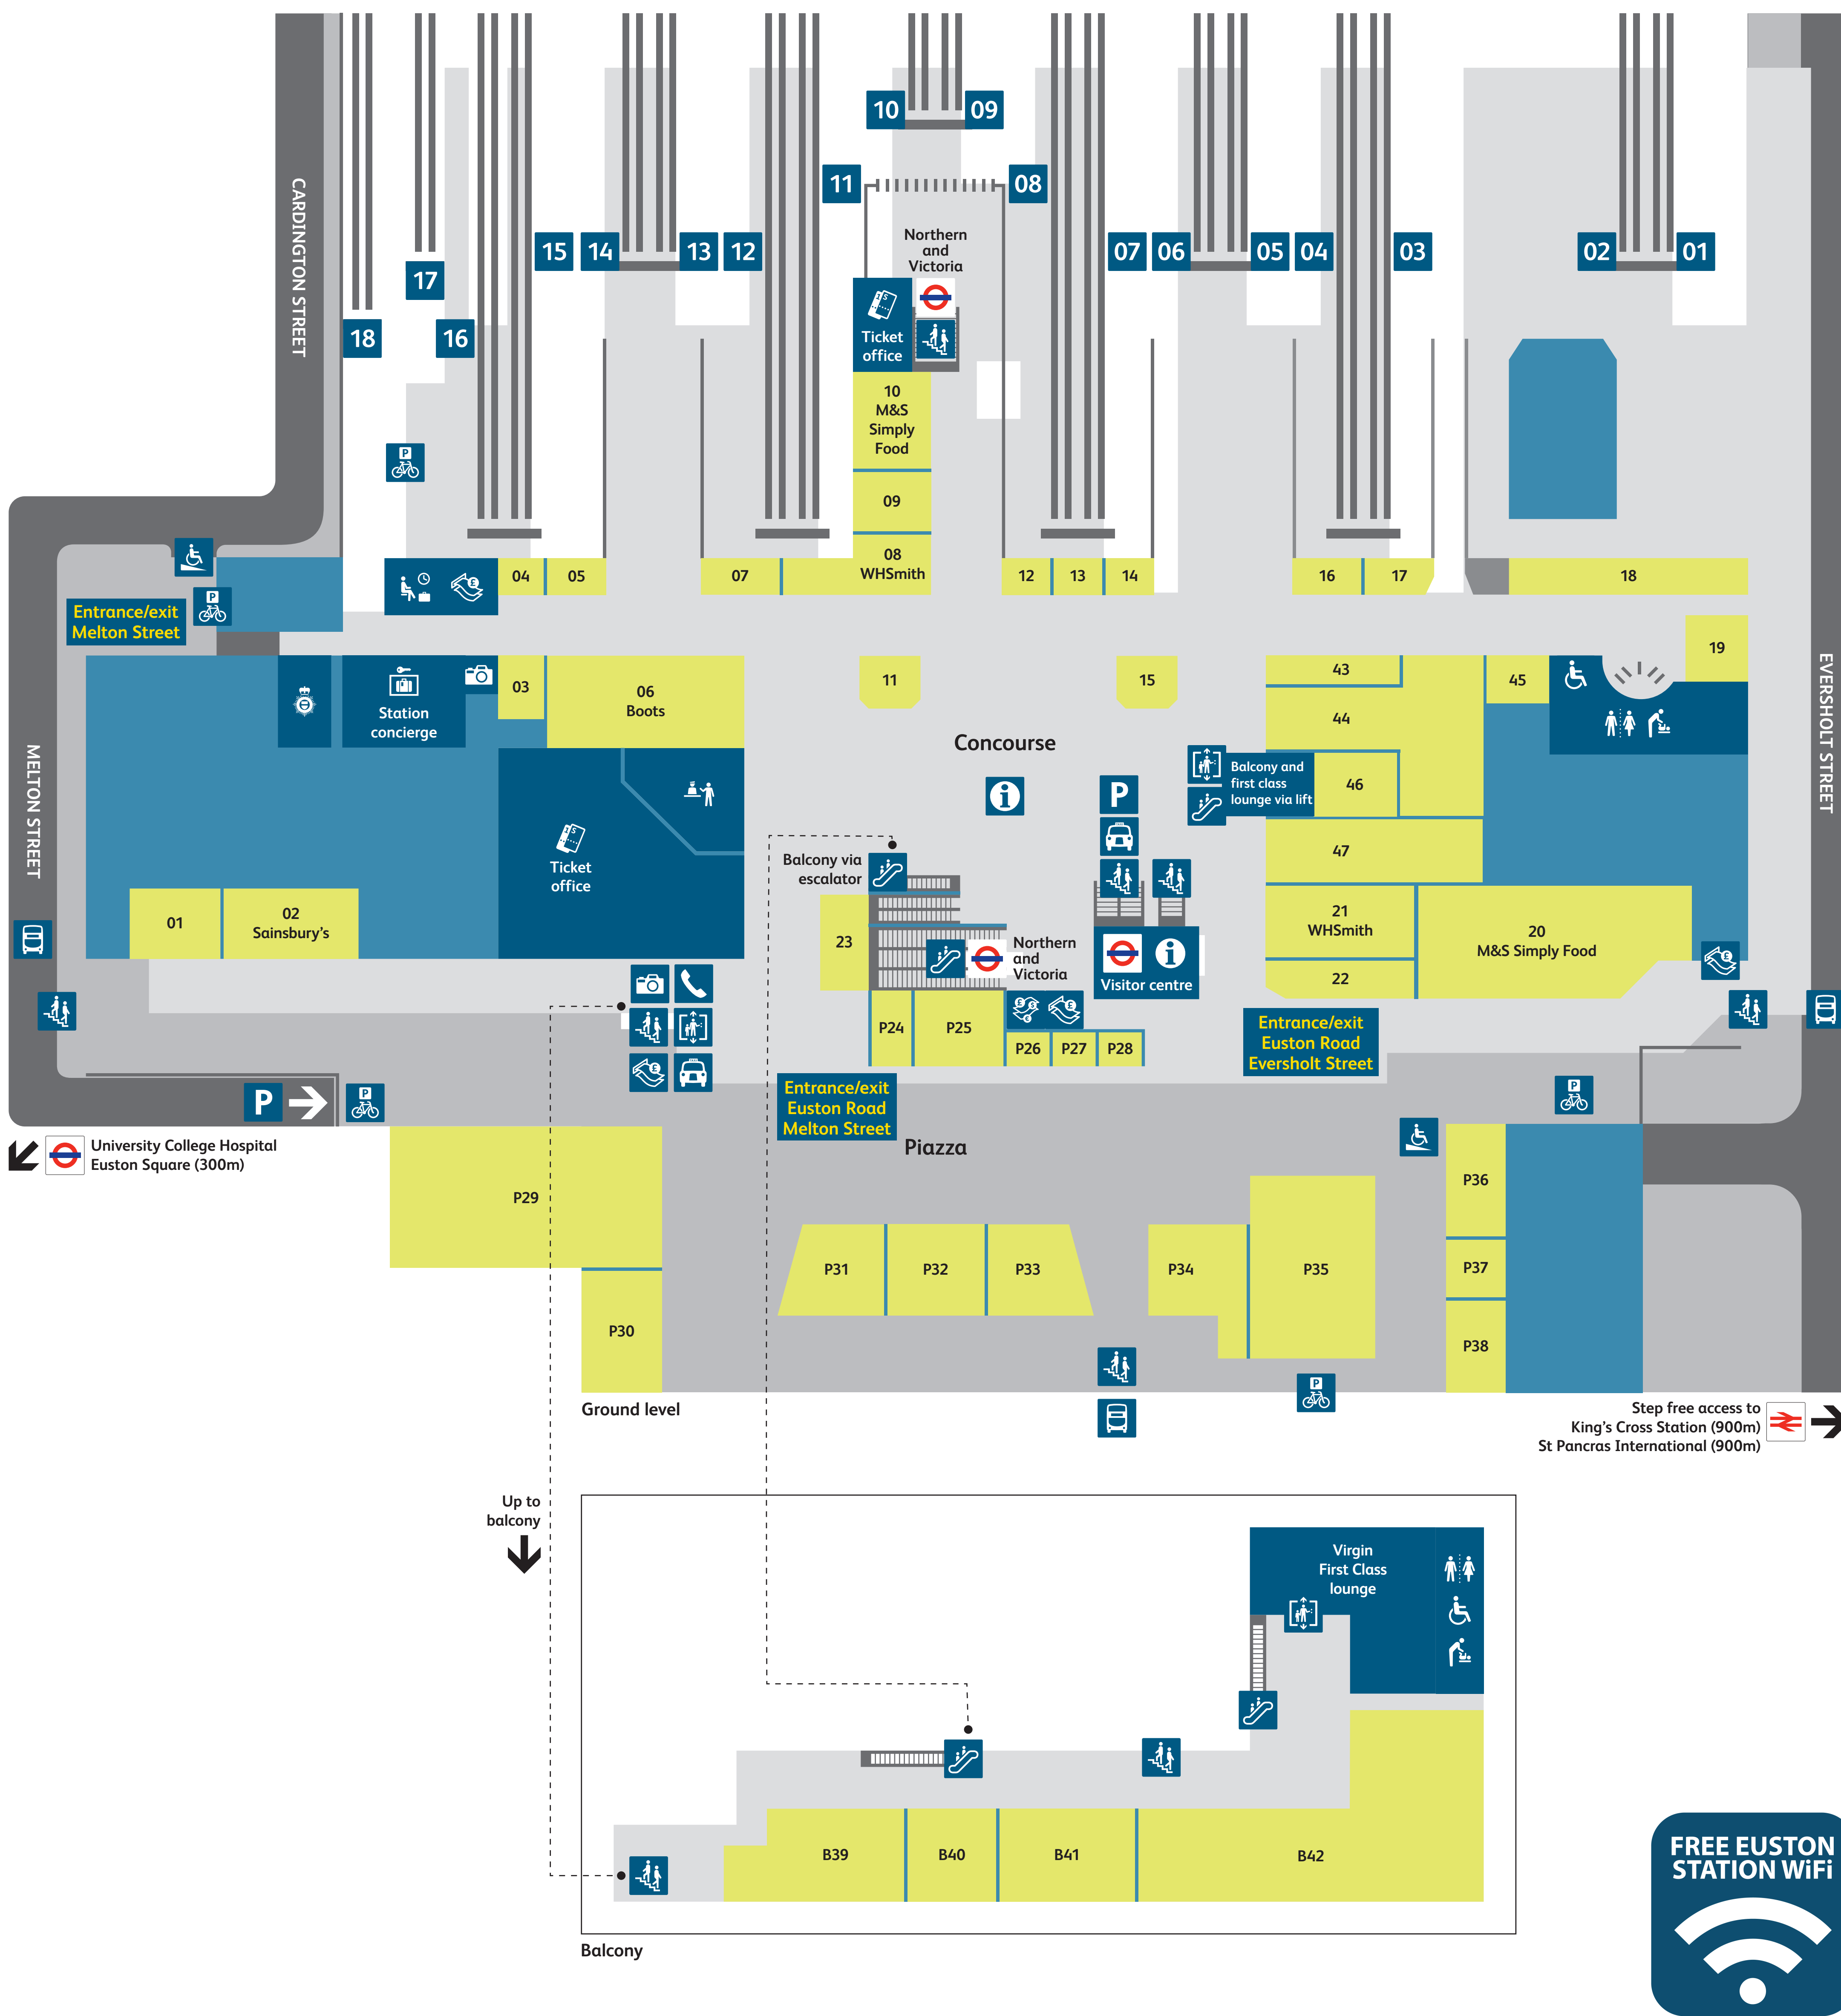 10
09
11
08
CARDINGTON STREET
Northern
and
Victoria
15
14
13
12
07
06
05
04
03
02
01
17
18
16
Ticket
office
10
M&S
Simply
Food
P
09
08
WHSmith
04
05
07
12
13
14
16
17
18
P
Entrance/exit
Melton Street
19
03
06
Boots
11
15
43
45
Station
concierge
44
EVERSHOLT STREET
MELTON STREET
Concourse
Balcony and
first class
lounge via lift
46
P
47
Ticket
office
Balcony via
escalator
01
02
Sainsbury's
23
Northern
and
Victoria
21
WHSmith
20
M&S Simply Food
Visitor centre
22
P24
P25
P26
P27
P28
Entrance/exit
Euston Road
Eversholt Street
Entrance/exit
Euston Road
Melton Street
P
P
P
Piazza
University College Hospital
Euston Square (300m)
P29
P36
P31
P32
P33
P34
P35
P37
P30
P38
P
Ground level
Step free access to
King's Cross Station (900m)
St Pancras International (900m)
Up to
balcony
Virgin
First Class
lounge
B39
B40
B41
B42
Balcony
FREE EUSTON
STATION WiFi